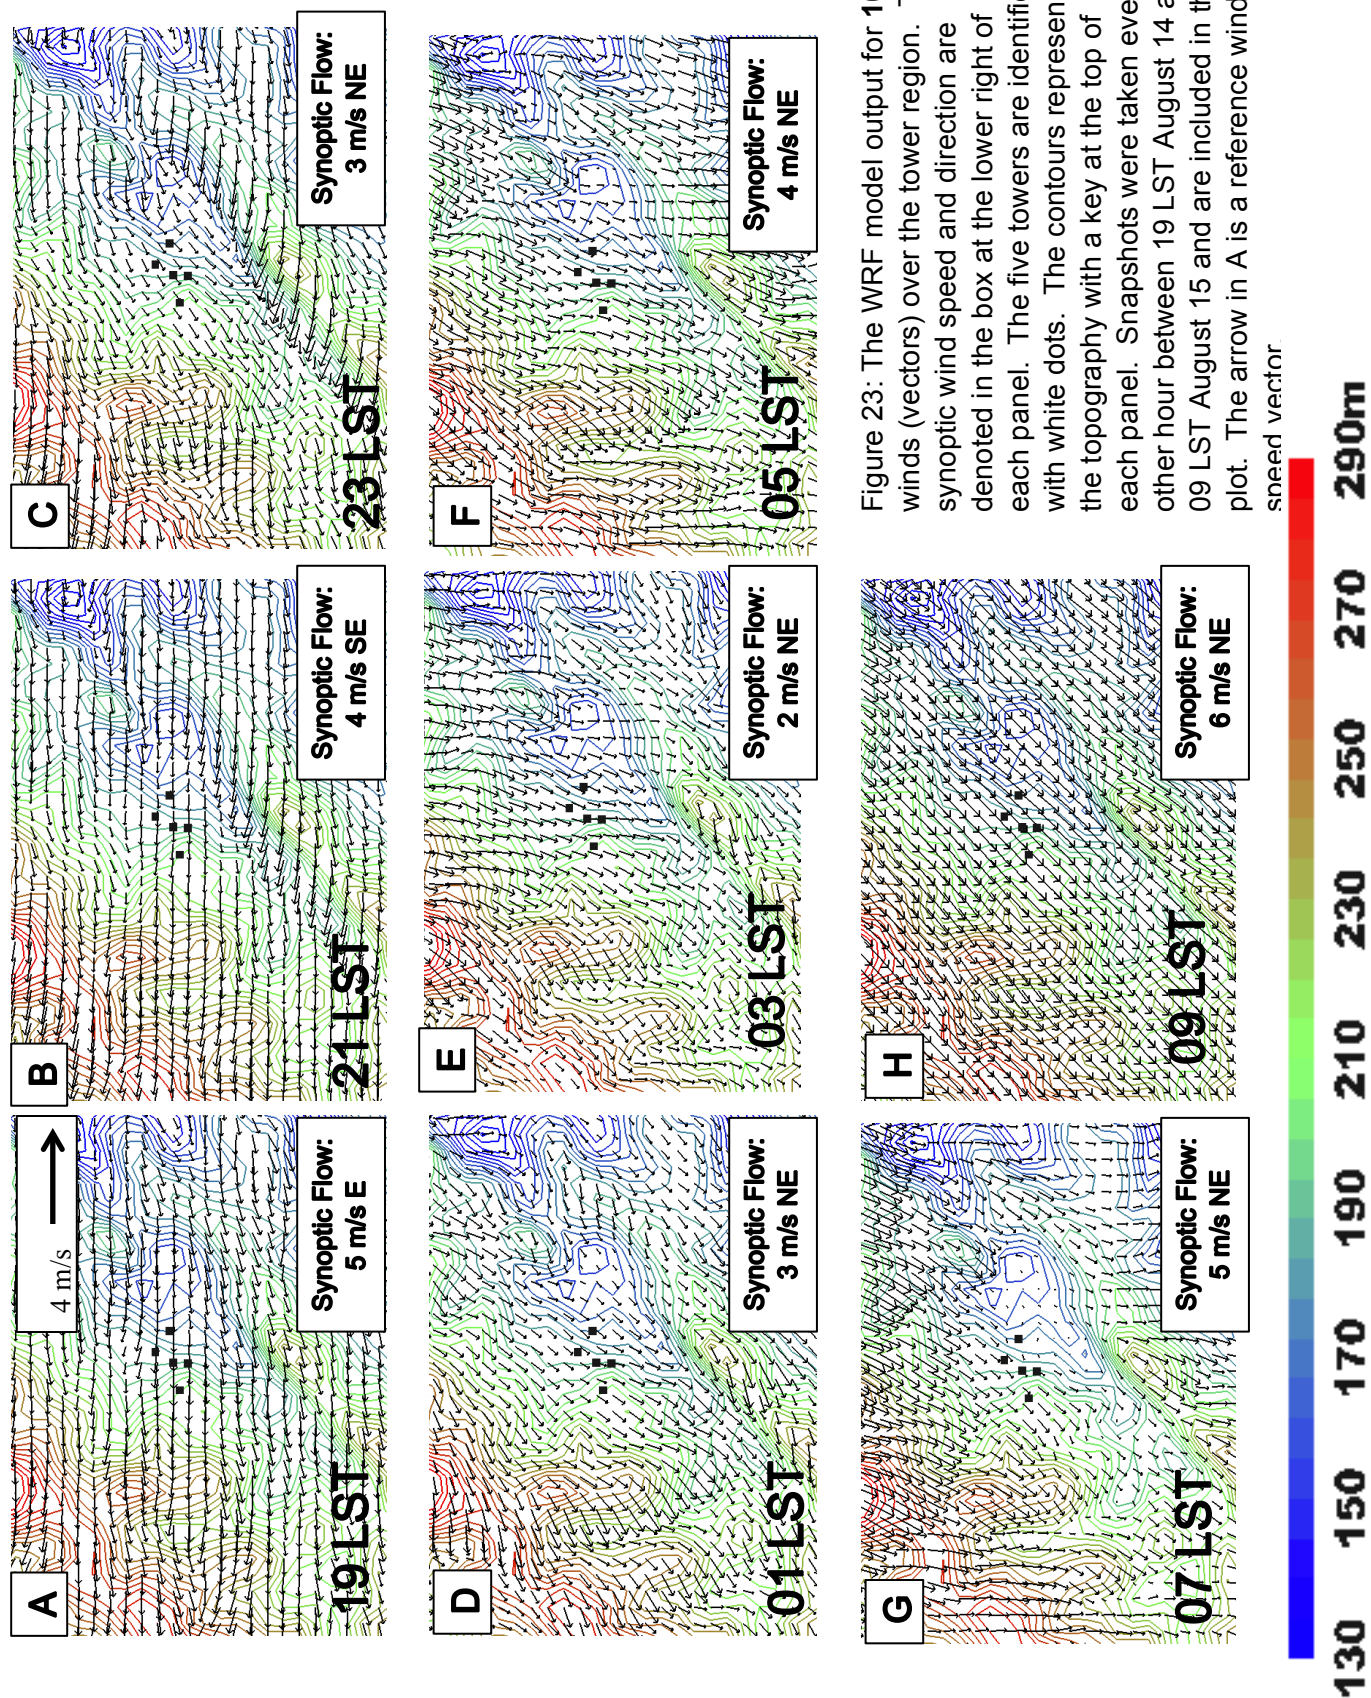 A
4 m/s
19 LST
Synoptic Flow:
5 m/s E
B
21 LST
Synoptic Flow:
4 m/s SE
C
23 LST
Synoptic Flow:
3 m/s NE
D
01 LST
Synoptic Flow:
3 m/s NE
E
03 LST
Synoptic Flow:
2 m/s NE
F
05 LST
Synoptic Flow:
4 m/s NE
G
07 LST
Synoptic Flow:
5 m/s NE
H
09 LST
Synoptic Flow:
6 m/s NE
Figure 23: The WRF model output for
winds (vectors) over the tower region.
synoptic wind speed and direction are
denoted in the box at the lower right of
each panel. The five towers are
with white dots. The contours
the topography with a key at the top of
each panel. Snapshots were taken
other hour between 19 LST August 14
09 LST August 15 and are included in
plot. The arrow in A is a reference wind
speed vector.
130 150 170 190 210 230 250 270 290m